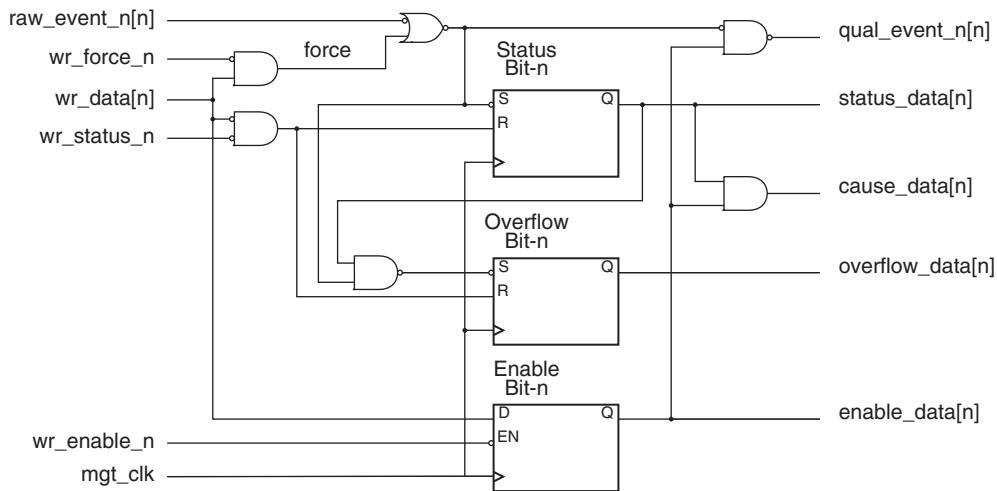 raw_event_n[n]
qual_event_n[n]
force
wr_force_n
Status
Bit-n
wr_data[n]
S
Q
status_data[n]
R
wr_status_n
cause_data[n]
Overflow
Bit-n
S
Q
overflow_data[n]
R
Enable
Bit-n
D
Q
enable_data[n]
wr_enable_n
EN
mgt_clk